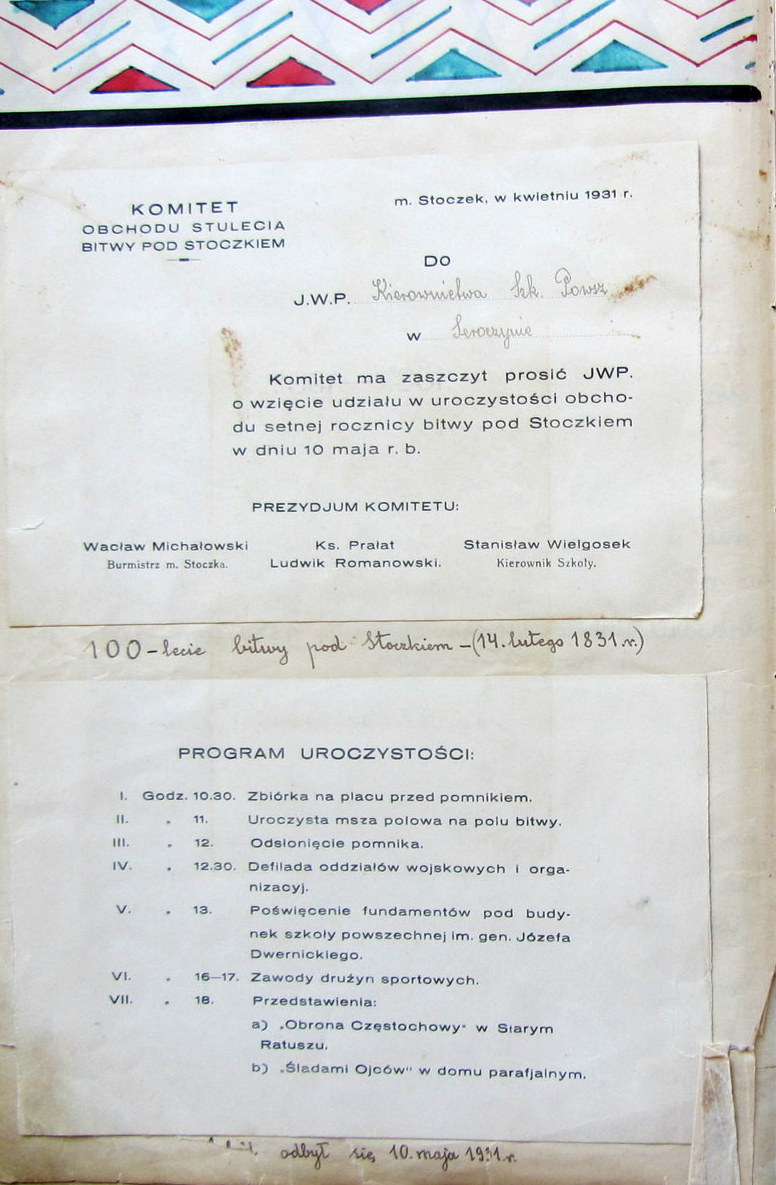 KOMITET
OBCHODU STULECIA
BITWY POD STOCZKIEM
m. Stoczek, w kwietniu 1931 r.
DO
J.W.P. Kierownictwa Szk. Powsz
w Seroczynie
Komitet ma zaszczyt prosić JWP.
o wzięcie udziału w uroczystości obcho-
du setnej rocznicy bitwy pod Stoczkiem
w dniu 10 maja r. b.
PREZYDJUM KOMITETU:
Wacław Michałowski
Burmistrz m. Stoczka.
Ks. Prałat
Ludwik Romanowski.
Stanisław Wielgosek
Kierownik Szkoły.
100-lecie bitwy pod Stoczkiem - (14. lutego 1831 r.)
PROGRAM UROCZYSTOŚCI:
I. Godz. 10.30. Zbiórka na placu przed pomnikiem.
II. „ 11. Uroczysta msza polowa na polu bitwy.
III. „ 12. Odsłonięcie pomnika.
IV. „ 12.30. Defilada oddziałów wojskowych i orga-
nizacyj.
V. „ 13. Poświęcenie fundamentów pod budy-
nek szkoły powszechnej im. gen. Józefa
Dwernickiego.
VI. „ 16—17. Zawody drużyn sportowych.
VII. „ 18. Przedstawienia:
a) „Obrona Częstochowy" w Starym
Ratuszu.
b) „Śladami Ojców" w domu parafjalnym.
odbył się 10. maja 1931. r.